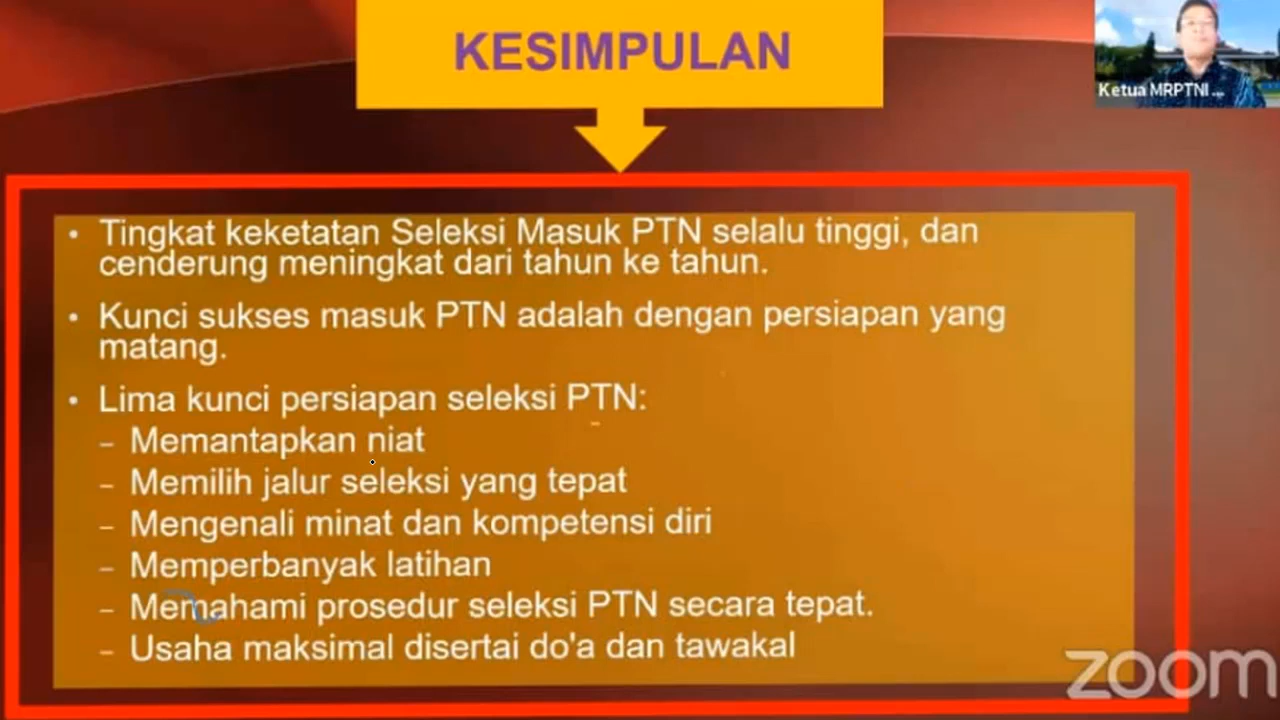 KESIMPULAN
Ketua MRPTNI ...
• Tingkat keketatan Seleksi Masuk PTN selalu tinggi, dan
cenderung meningkat dari tahun ke tahun.
• Kunci sukses masuk PTN adalah dengan persiapan yang
matang.
• Lima kunci persiapan seleksi PTN:
– Memantapkan niat
– Memilih jalur seleksi yang tepat
– Mengenali minat dan kompetensi diri
– Memperbanyak latihan
– Memahami prosedur seleksi PTN secara tepat.
– Usaha maksimal disertai do'a dan tawakal
zoom